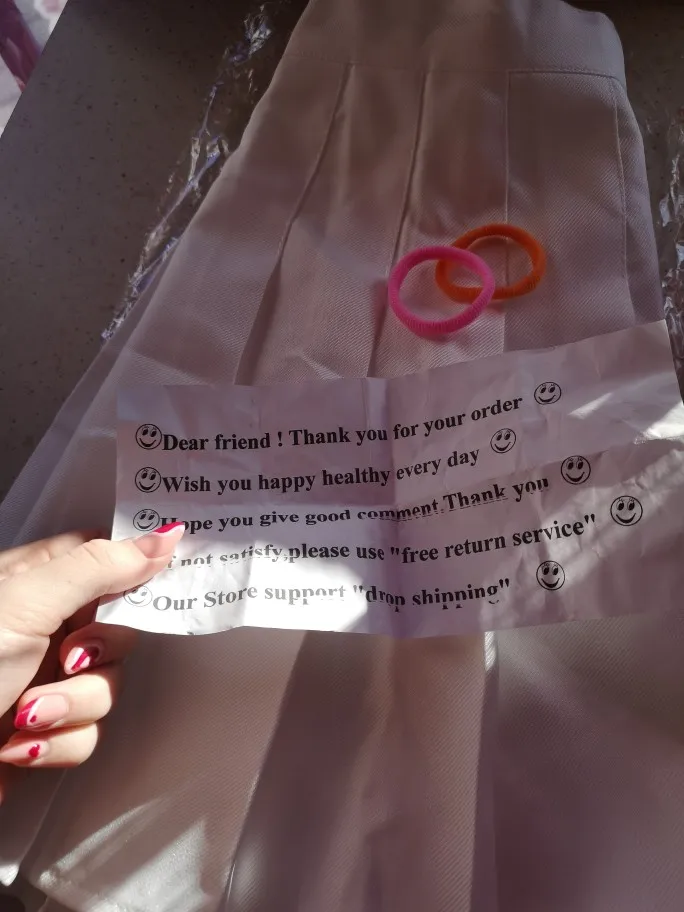 Dear friend ! Thank you for your order
Wish you happy healthy every day
Hope you give good comment.Thank you
f not satisfy,please use "free return service"
Our Store support "drop shipping"